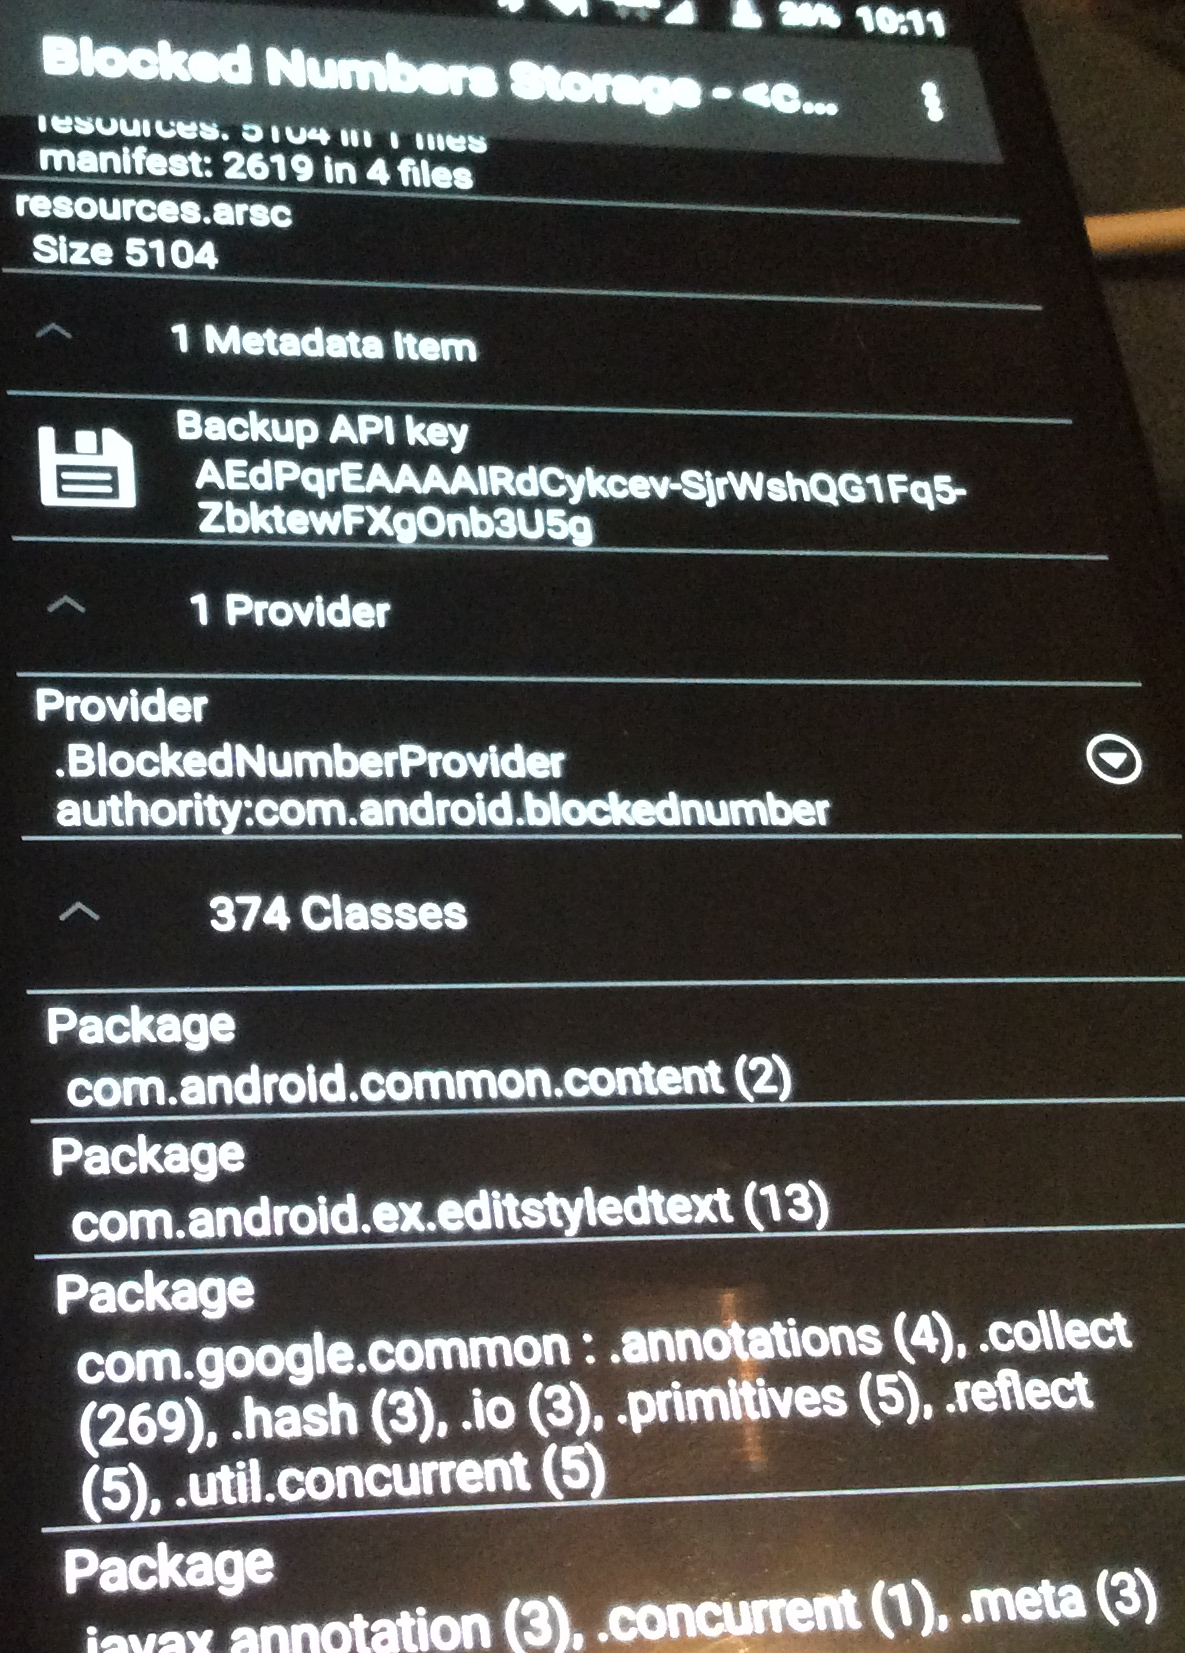 26% 10:11
Blocked Numbers Storage - <c...
resources: 5104 in 1 files
manifest: 2619 in 4 files
resources.arsc
Size 5104
1 Metadata Item
Backup API key
AEdPqrEAAAAIRdCykcev-SjrWshQG1Fq5-
ZbktewFXgOnb3U5g
1 Provider
Provider
.BlockedNumberProvider
authority:com.android.blockednumber
374 Classes
Package
com.android.common.content (2)
Package
com.android.ex.editstyledtext (13)
Package
com.google.common : .annotations (4), .collect
(269), .hash (3), .io (3), .primitives (5), .reflect
(5), .util.concurrent (5)
Package
javax.annotation (3), .concurrent (1), .meta (3)